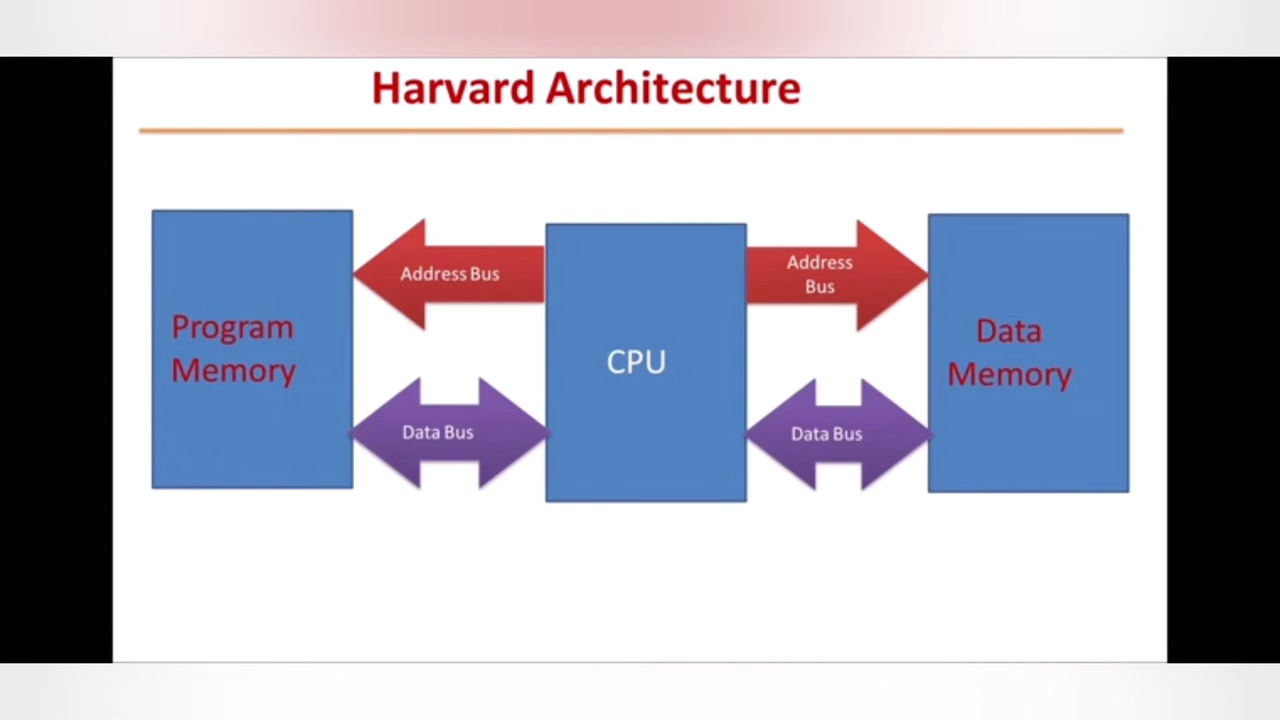 Harvard Architecture
Program
Memory
Address Bus
Data Bus
CPU
Address
Bus
Data Bus
Data
Memory